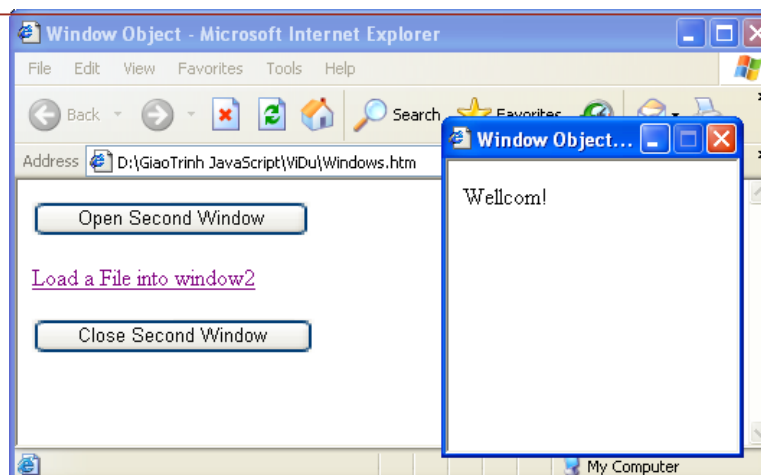 Window Object - Microsoft Internet Explorer
File Edit View Favorites Tools Help
Back Search Favorites
Address D:\GiaoTrinh JavaScript\ViDu\Windows.htm
Window Object...
Wellcom!
Open Second Window
Load a File into window2
Close Second Window
My Computer